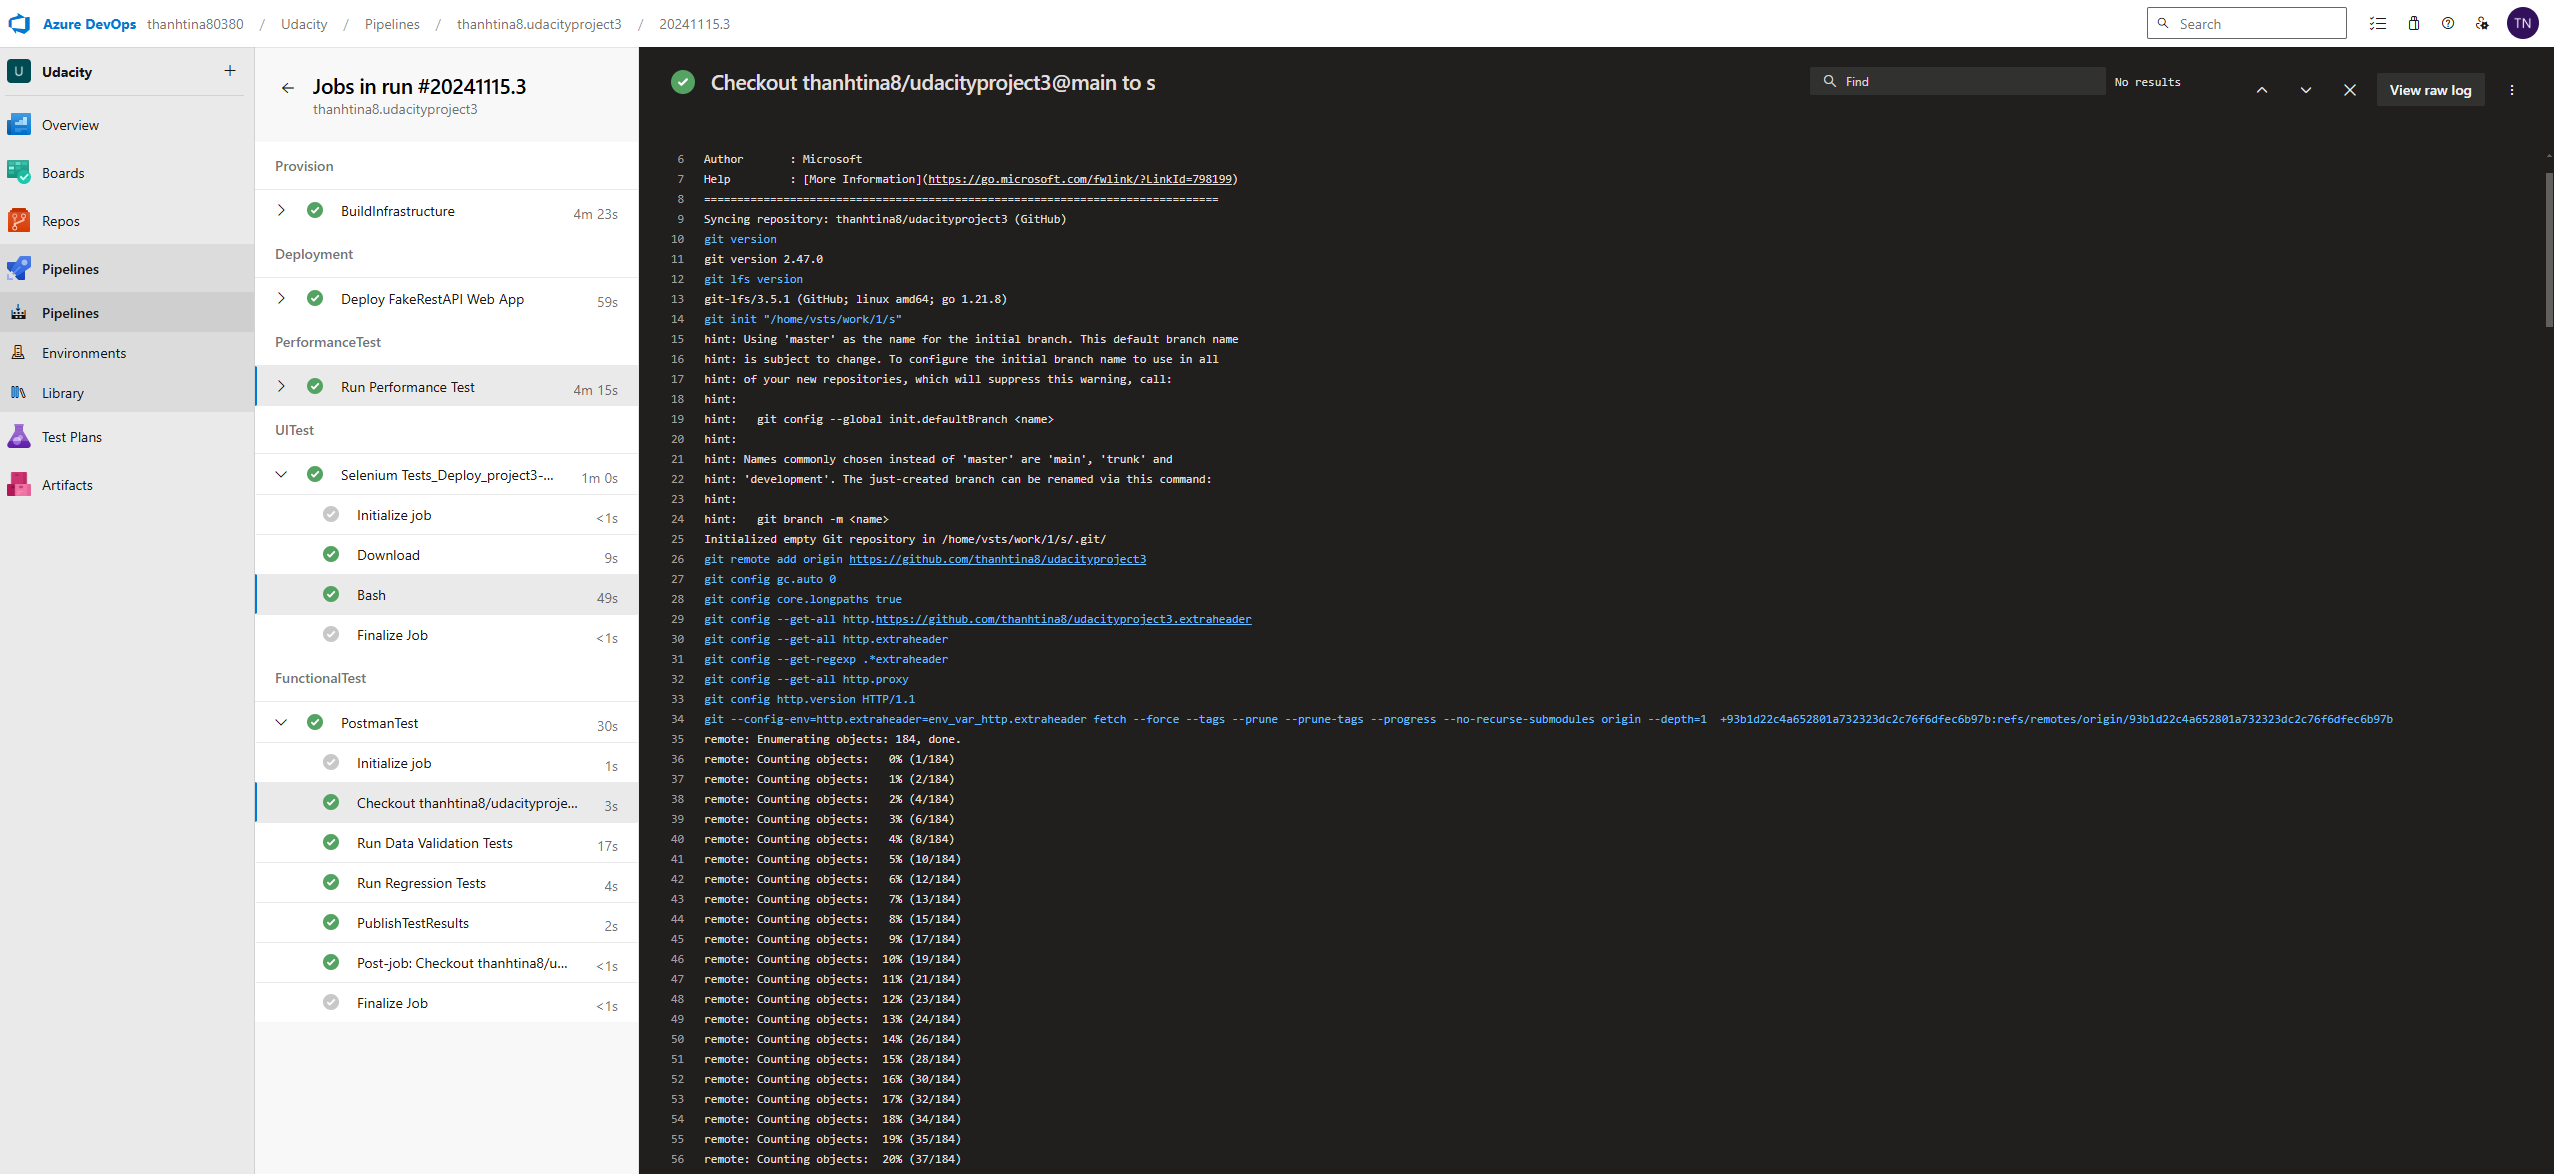 Azure DevOps thanhtina80380 / Udacity / Pipelines / thanhtina8.udacityproject3 / 20241115.3
Search
TN
U Udacity +
Overview
Boards
Repos
Pipelines
Pipelines
Environments
Library
Test Plans
Artifacts
Jobs in run #20241115.3
thanhtina8.udacityproject3
Provision
BuildInfrastructure 4m 23s
Deployment
Deploy FakeRestAPI Web App 59s
PerformanceTest
Run Performance Test 4m 15s
UITest
Selenium Tests_Deploy_project3-... 1m 0s
Initialize job <1s
Download 9s
Bash 49s
Finalize Job <1s
FunctionalTest
PostmanTest 30s
Initialize job 1s
Checkout thanhtina8/udacityproje... 3s
Run Data Validation Tests 17s
Run Regression Tests 4s
PublishTestResults 2s
Post-job: Checkout thanhtina8/u... <1s
Finalize Job <1s
Checkout thanhtina8/udacityproject3@main to s
Find
No results
View raw log
6 Author : Microsoft
7 Help : [More Information](https://go.microsoft.com/fwlink/?LinkId=798199)
8 ==============================================================================
9 Syncing repository: thanhtina8/udacityproject3 (GitHub)
10 git version
11 git version 2.47.0
12 git lfs version
13 git-lfs/3.5.1 (GitHub; linux amd64; go 1.21.8)
14 git init "/home/vsts/work/1/s"
15 hint: Using 'master' as the name for the initial branch. This default branch name
16 hint: is subject to change. To configure the initial branch name to use in all
17 hint: of your new repositories, which will suppress this warning, call:
18 hint:
19 hint: git config --global init.defaultBranch <name>
20 hint:
21 hint: Names commonly chosen instead of 'master' are 'main', 'trunk' and
22 hint: 'development'. The just-created branch can be renamed via this command:
23 hint:
24 hint: git branch -m <name>
25 Initialized empty Git repository in /home/vsts/work/1/s/.git/
26 git remote add origin https://github.com/thanhtina8/udacityproject3
27 git config gc.auto 0
28 git config core.longpaths true
29 git config --get-all http.https://github.com/thanhtina8/udacityproject3.extraheader
30 git config --get-all http.extraheader
31 git config --get-regexp .*extraheader
32 git config --get-all http.proxy
33 git config http.version HTTP/1.1
34 git --config-env=http.extraheader=env_var_http.extraheader fetch --force --tags --prune --prune-tags --progress --no-recurse-submodules origin --depth=1 +93b1d22c4a652801a732323dc2c76f6dfec6b97b:refs/remotes/origin/93b1d22c4a652801a732323dc2c76f6dfec6b97b
35 remote: Enumerating objects: 184, done.
36 remote: Counting objects: 0% (1/184)
37 remote: Counting objects: 1% (2/184)
38 remote: Counting objects: 2% (4/184)
39 remote: Counting objects: 3% (6/184)
40 remote: Counting objects: 4% (8/184)
41 remote: Counting objects: 5% (10/184)
42 remote: Counting objects: 6% (12/184)
43 remote: Counting objects: 7% (13/184)
44 remote: Counting objects: 8% (15/184)
45 remote: Counting objects: 9% (17/184)
46 remote: Counting objects: 10% (19/184)
47 remote: Counting objects: 11% (21/184)
48 remote: Counting objects: 12% (23/184)
49 remote: Counting objects: 13% (24/184)
50 remote: Counting objects: 14% (26/184)
51 remote: Counting objects: 15% (28/184)
52 remote: Counting objects: 16% (30/184)
53 remote: Counting objects: 17% (32/184)
54 remote: Counting objects: 18% (34/184)
55 remote: Counting objects: 19% (35/184)
56 remote: Counting objects: 20% (37/184)